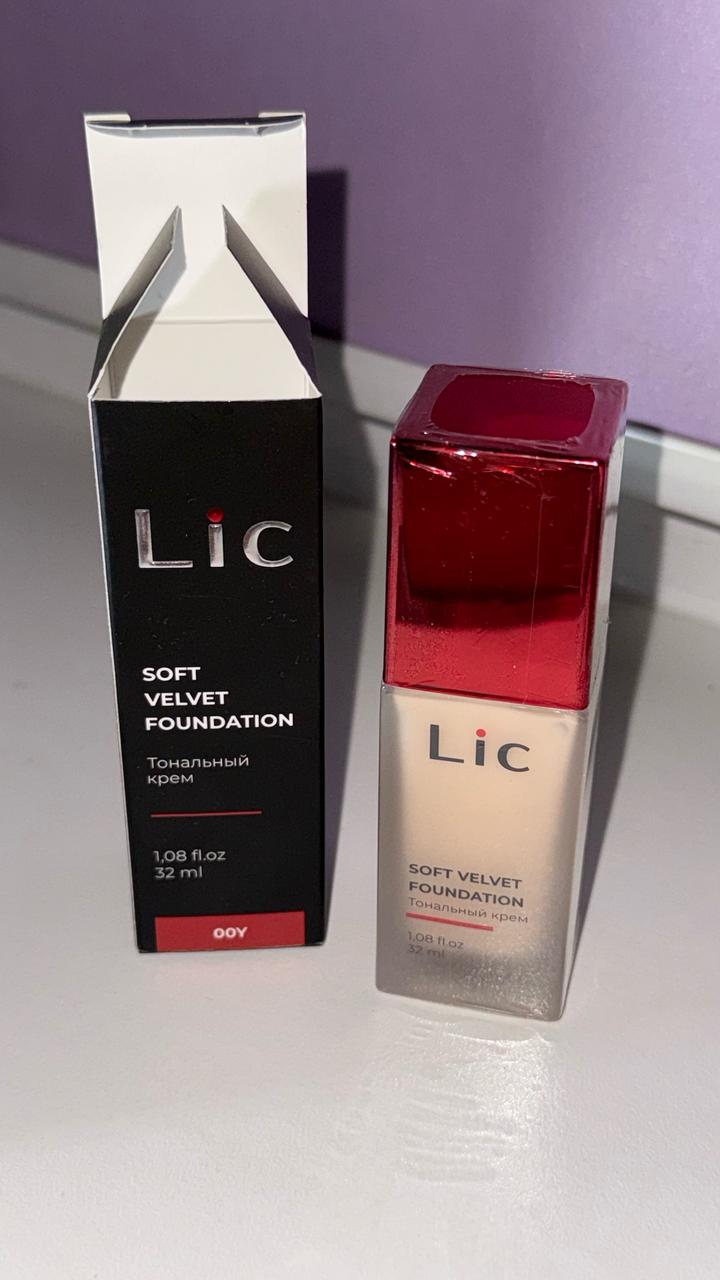 Lic
SOFT
VELVET
FOUNDATION
Тональный
крем
1,08 fl.oz
32 ml
00Y
Lic
SOFT VELVET
FOUNDATION
Тональный крем
1,08 fl.oz
32 ml